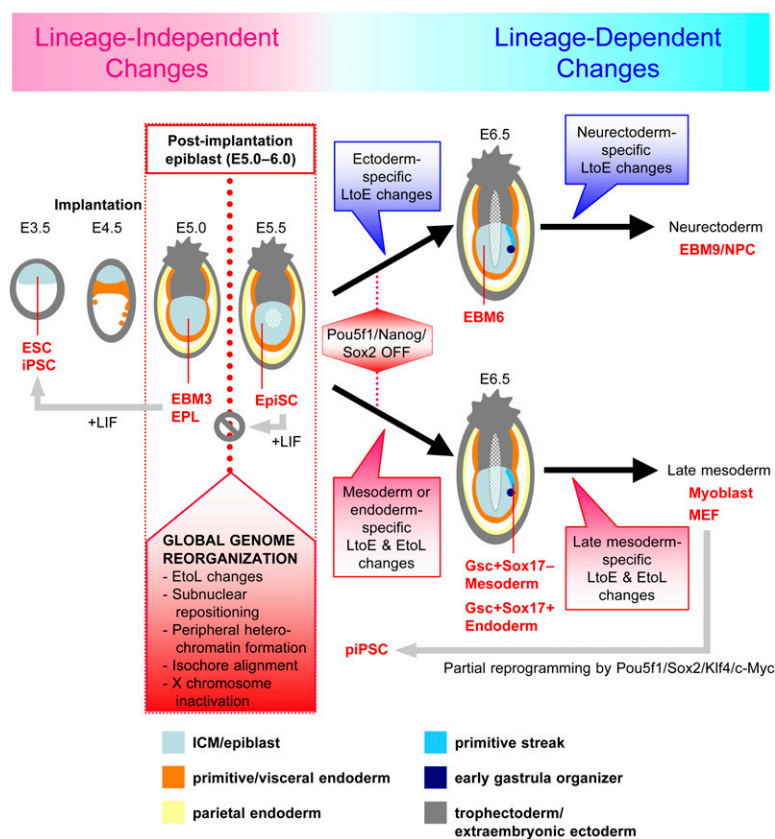 Lineage-Independent
Changes
Lineage-Dependent
Changes
Post-implantation
epiblast (E5.0–6.0)
Implantation
E3.5
E4.5
E5.0
E5.5
ESC
iPSC
EBM3
EPL
EpiSC
+LIF
+LIF
GLOBAL GENOME
REORGANIZATION
- EtoL changes
- Subnuclear
repositioning
- Peripheral hetero-
chromatin formation
- Isochore alignment
- X chromosome
inactivation
Ectoderm-
specific
LtoE changes
Pou5f1/Nanog/
Sox2 OFF
Mesoderm or
endoderm-
specific
LtoE & EtoL
changes
E6.5
EBM6
Neurectoderm-
specific
LtoE changes
Neurectoderm
EBM9/NPC
E6.5
Gsc+Sox17–
Mesoderm
Gsc+Sox17+
Endoderm
Late mesoderm-
specific
LtoE & EtoL
changes
Late mesoderm
Myoblast
MEF
piPSC
Partial reprogramming by Pou5f1/Sox2/Klf4/c-Myc
ICM/epiblast
primitive/visceral endoderm
parietal endoderm
primitive streak
early gastrula organizer
trophectoderm/
extraembryonic ectoderm